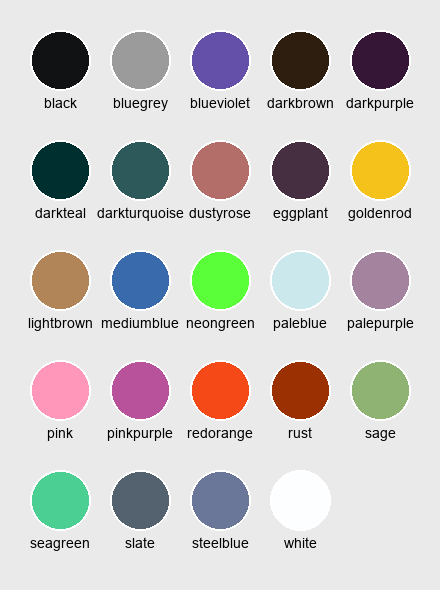 black bluegrey blueviolet darkbrown darkpurple
darkteal darkturquoise dustyrose eggplant goldenrod
lightbrown mediumblue neongreen paleblue palepurple
pink pinkpurple redorange rust sage
seagreen slate steelblue white